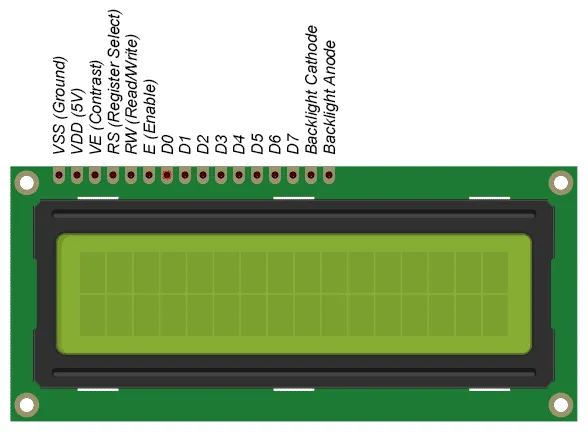 VSS (Ground)
VDD (5V)
VE (Contrast)
RS (Register Select)
RW (Read/Write)
E (Enable)
D0
D1
D2
D3
D4
D5
D6
D7
Backlight Cathode
Backlight Anode